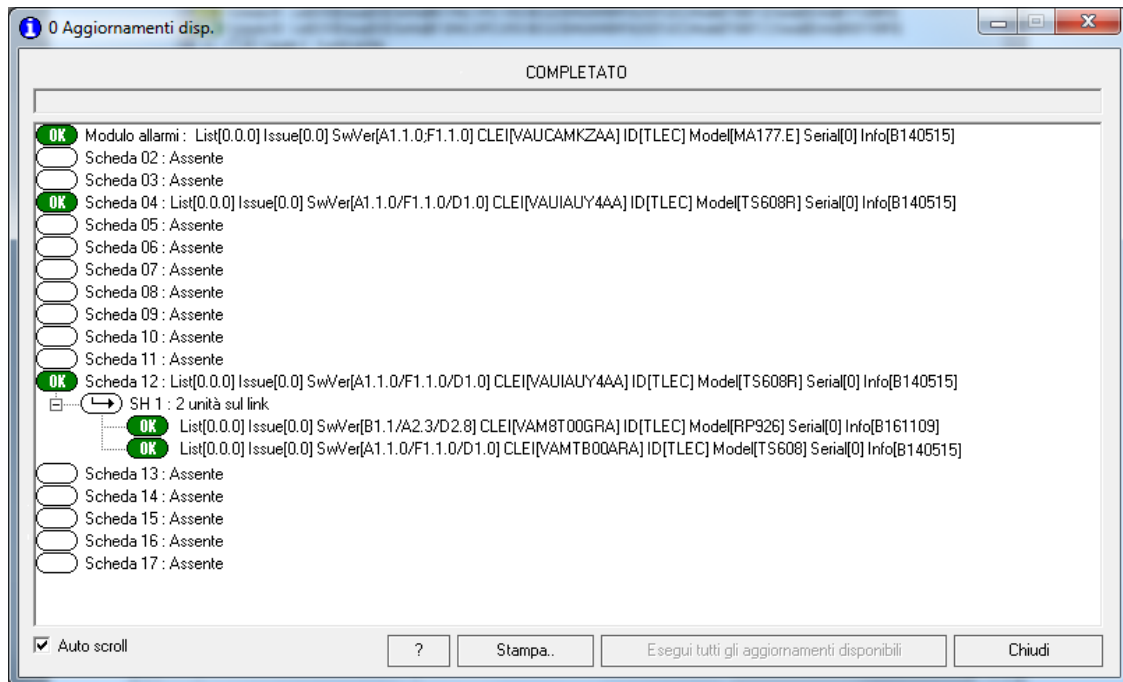 0 Aggiornamenti disp.
COMPLETATO
OK Modulo allarmi : List[0.0.0] Issue[0.0] SwVer[A1.1.0;F1.1.0] CLEI[VAUCAMKZAA] ID[TLEC] Model[MA177.E] Serial[0] Info[B140515]
Scheda 02 : Assente
Scheda 03 : Assente
OK Scheda 04 : List[0.0.0] Issue[0.0] SwVer[A1.1.0/F1.1.0/D1.0] CLEI[VAUIAUY4AA] ID[TLEC] Model[TS608R] Serial[0] Info[B140515]
Scheda 05 : Assente
Scheda 06 : Assente
Scheda 07 : Assente
Scheda 08 : Assente
Scheda 09 : Assente
Scheda 10 : Assente
Scheda 11 : Assente
OK Scheda 12 : List[0.0.0] Issue[0.0] SwVer[A1.1.0/F1.1.0/D1.0] CLEI[VAUIAUY4AA] ID[TLEC] Model[TS608R] Serial[0] Info[B140515]
SH 1 : 2 unità sul link
OK List[0.0.0] Issue[0.0] SwVer[B1.1/A2.3/D2.8] CLEI[VAM8T00GRA] ID[TLEC] Model[RP926] Serial[0] Info[B161109]
OK List[0.0.0] Issue[0.0] SwVer[A1.1.0/F1.1.0/D1.0] CLEI[VAMTB00ARA] ID[TLEC] Model[TS608] Serial[0] Info[B140515]
Scheda 13 : Assente
Scheda 14 : Assente
Scheda 15 : Assente
Scheda 16 : Assente
Scheda 17 : Assente
Auto scroll ? Stampa.. Esegui tutti gli aggiornamenti disponibili Chiudi